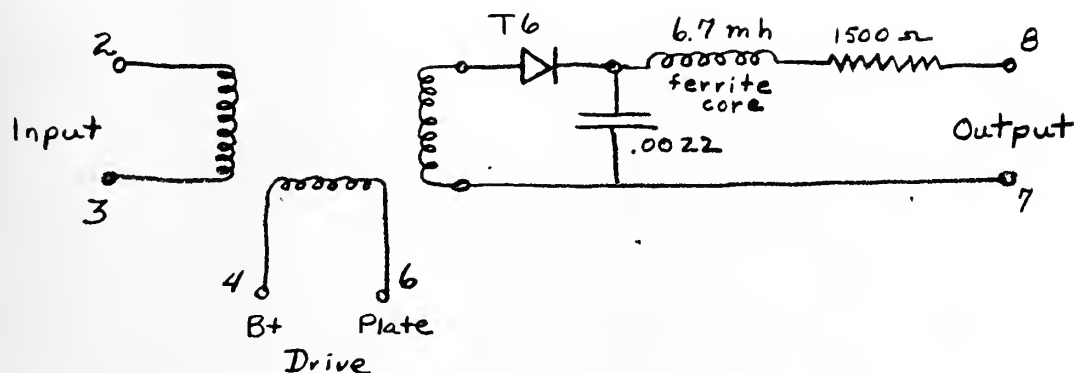 T6
6.7 mh
1500 Ω
8
2
ferrite
core
Input
.0022
Output
3
7
4
6
B+
Plate
Drive